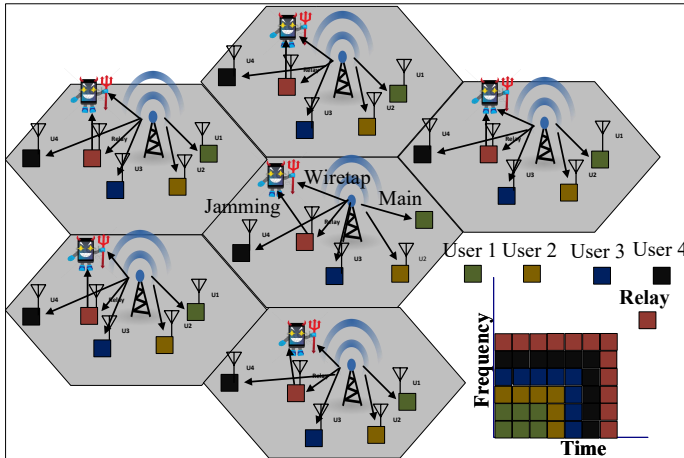 U4
Relay
U1
U3
U2
U4
Relay
U1
U3
U2
U4
Relay
U1
U3
U2
Wiretap
Main
Jamming
U4
Relay
U3
U2
U4
Relay
U1
U3
U2
User 1 User 2 User 3 User 4
Relay
U4
Relay
U1
U3
U2
Frequency
Time